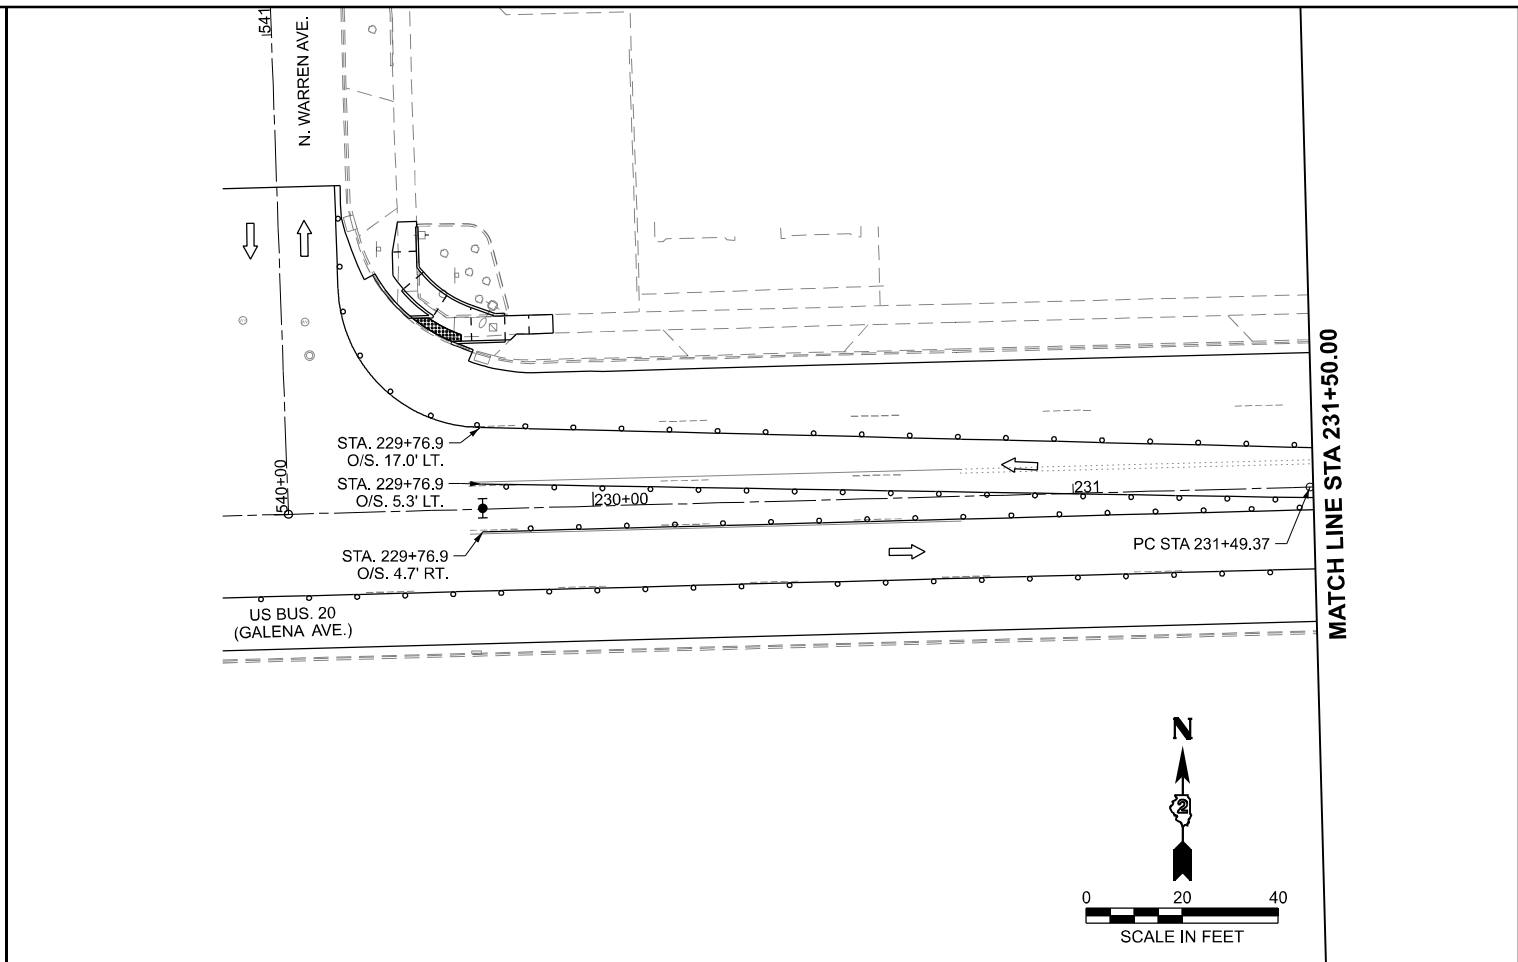 541
N. WARREN AVE.
STA. 229+76.9
O/S. 17.0' LT.
STA. 229+76.9
O/S. 5.3' LT.
540+00
230+00
231
STA. 229+76.9
O/S. 4.7' RT.
PC STA 231+49.37
MATCH LINE STA 231+50.00
US BUS. 20
(GALENA AVE.)
N
2
0 20 40
SCALE IN FEET